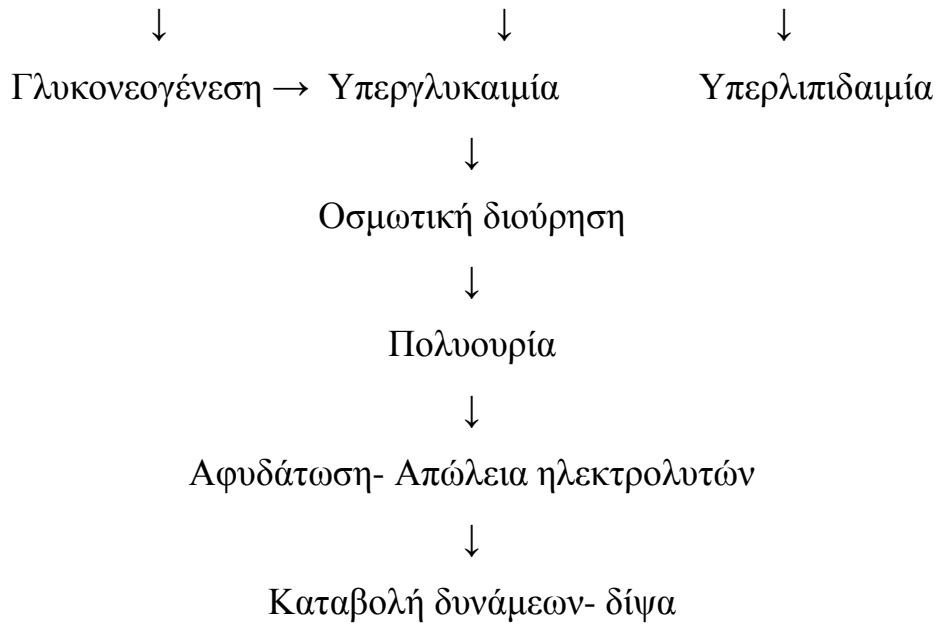 ↓ ↓ ↓
Γλυκονεογένεση → Υπεργλυκαιμία Υπερλιπιδαιμία
↓
Οσμωτική διούρηση
↓
Πολυουρία
↓
Αφυδάτωση- Απώλεια ηλεκτρολυτών
↓
Καταβολή δυνάμεων- δίψα